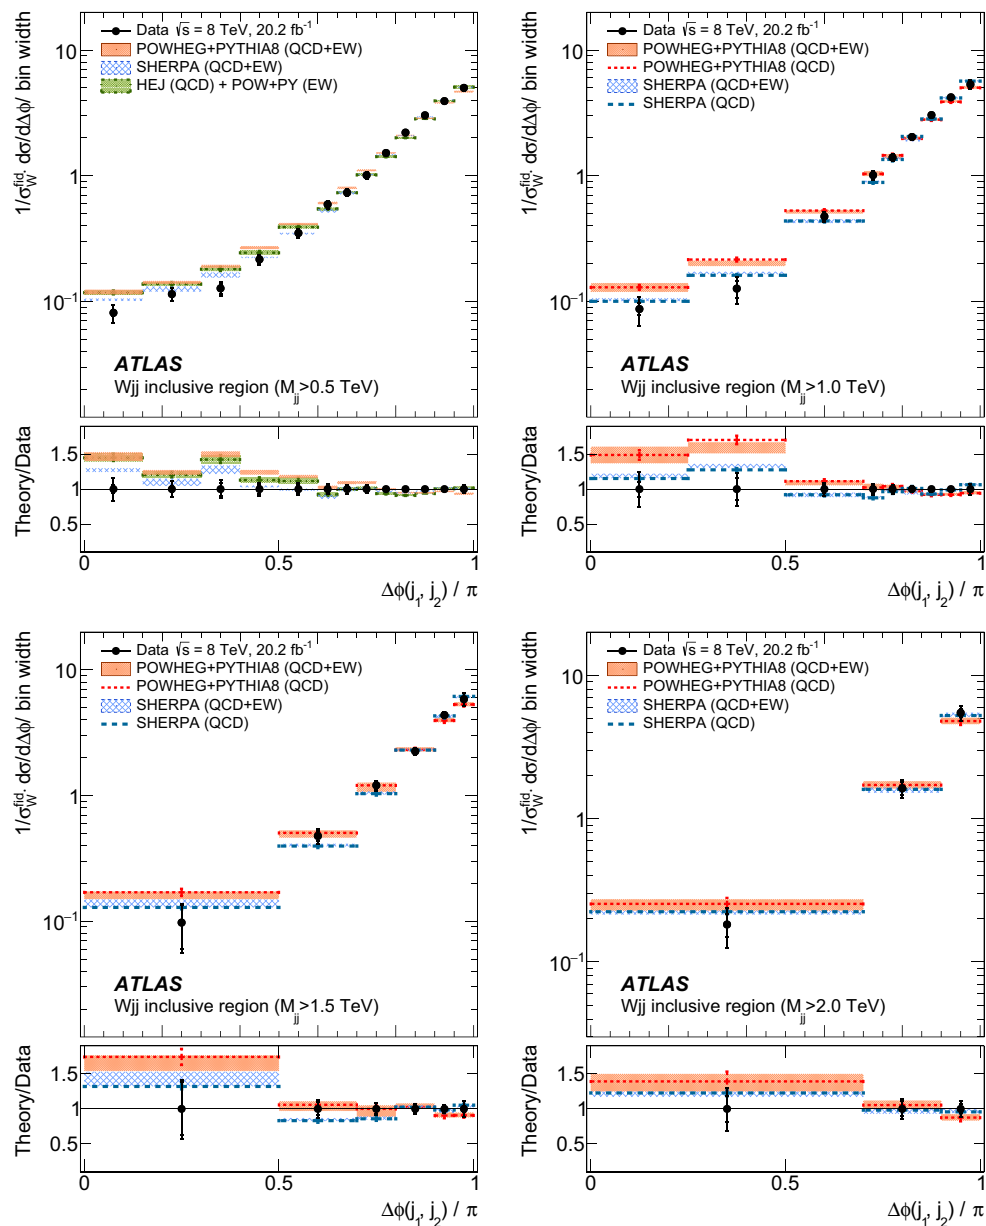 1/σ_W^fid. dσ/dΔφ/ bin width
10
1
10⁻¹
Data √s = 8 TeV, 20.2 fb⁻¹
POWHEG+PYTHIA8 (QCD+EW)
SHERPA (QCD+EW)
HEJ (QCD) + POW+PY (EW)
ATLAS
Wjj inclusive region (M_jj>0.5 TeV)
Theory/Data
1.5
1
0.5
0 0.5 1
Δφ(j_1, j_2) / π
1/σ_W^fid. dσ/dΔφ/ bin width
10
1
10⁻¹
Data √s = 8 TeV, 20.2 fb⁻¹
POWHEG+PYTHIA8 (QCD+EW)
POWHEG+PYTHIA8 (QCD)
SHERPA (QCD+EW)
SHERPA (QCD)
ATLAS
Wjj inclusive region (M_jj>1.0 TeV)
Theory/Data
1.5
1
0.5
0 0.5 1
Δφ(j_1, j_2) / π
1/σ_W^fid. dσ/dΔφ/ bin width
10
1
10⁻¹
Data √s = 8 TeV, 20.2 fb⁻¹
POWHEG+PYTHIA8 (QCD+EW)
POWHEG+PYTHIA8 (QCD)
SHERPA (QCD+EW)
SHERPA (QCD)
ATLAS
Wjj inclusive region (M_jj>1.5 TeV)
Theory/Data
1.5
1
0.5
0 0.5 1
Δφ(j_1, j_2) / π
1/σ_W^fid. dσ/dΔφ/ bin width
10
1
10⁻¹
Data √s = 8 TeV, 20.2 fb⁻¹
POWHEG+PYTHIA8 (QCD+EW)
POWHEG+PYTHIA8 (QCD)
SHERPA (QCD+EW)
SHERPA (QCD)
ATLAS
Wjj inclusive region (M_jj>2.0 TeV)
Theory/Data
1.5
1
0.5
0 0.5 1
Δφ(j_1, j_2) / π